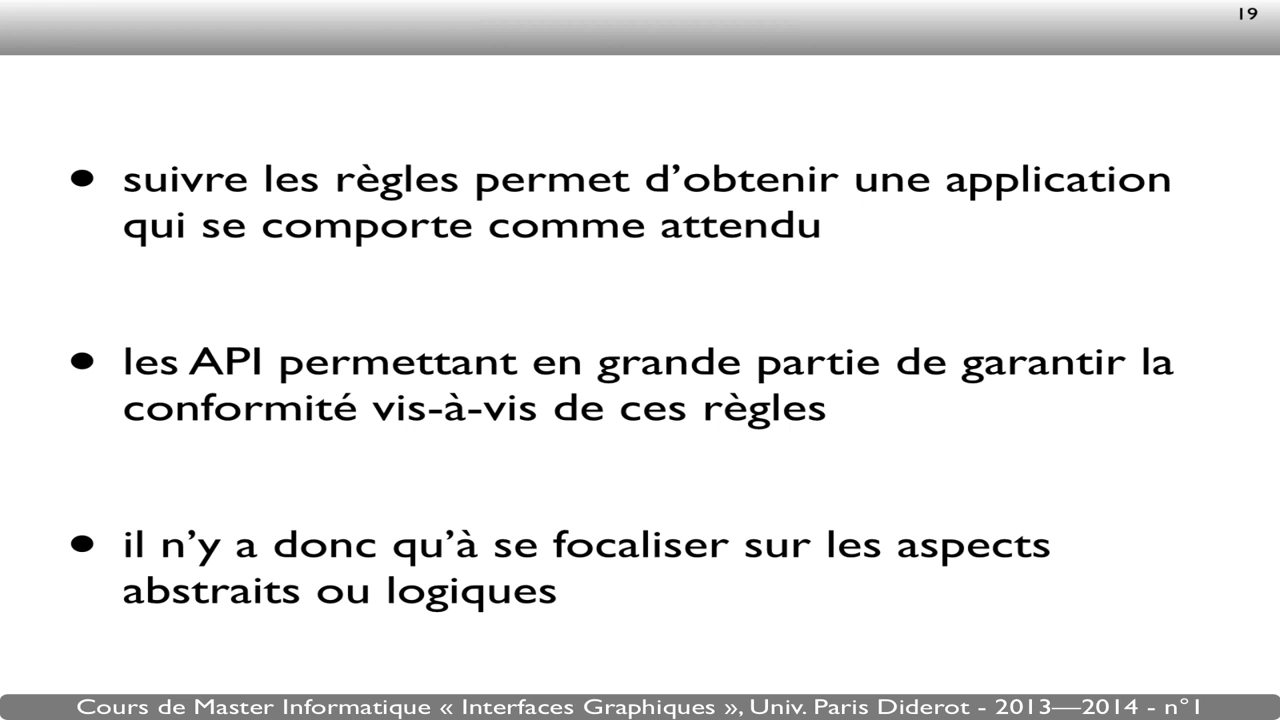 19
• suivre les règles permet d’obtenir une application
qui se comporte comme attendu
• les API permettant en grande partie de garantir la
conformité vis-à-vis de ces règles
• il n’y a donc qu’à se focaliser sur les aspects
abstraits ou logiques
Cours de Master Informatique « Interfaces Graphiques », Univ. Paris Diderot - 2013—2014 - n°1